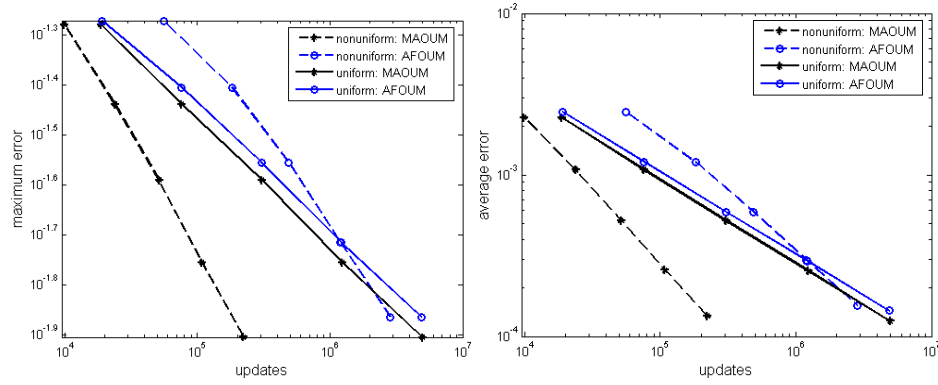 10^-1.3
10^-1.4
10^-1.5
10^-1.6
10^-1.7
10^-1.8
10^-1.9
maximum error
nonuniform: MAOUM
nonuniform: AFOUM
uniform: MAOUM
uniform: AFOUM
10^4
10^5
10^6
10^7
updates
10^-2
10^-3
10^-4
average error
nonuniform: MAOUM
nonuniform: AFOUM
uniform: MAOUM
uniform: AFOUM
10^4
10^5
10^6
10^7
updates